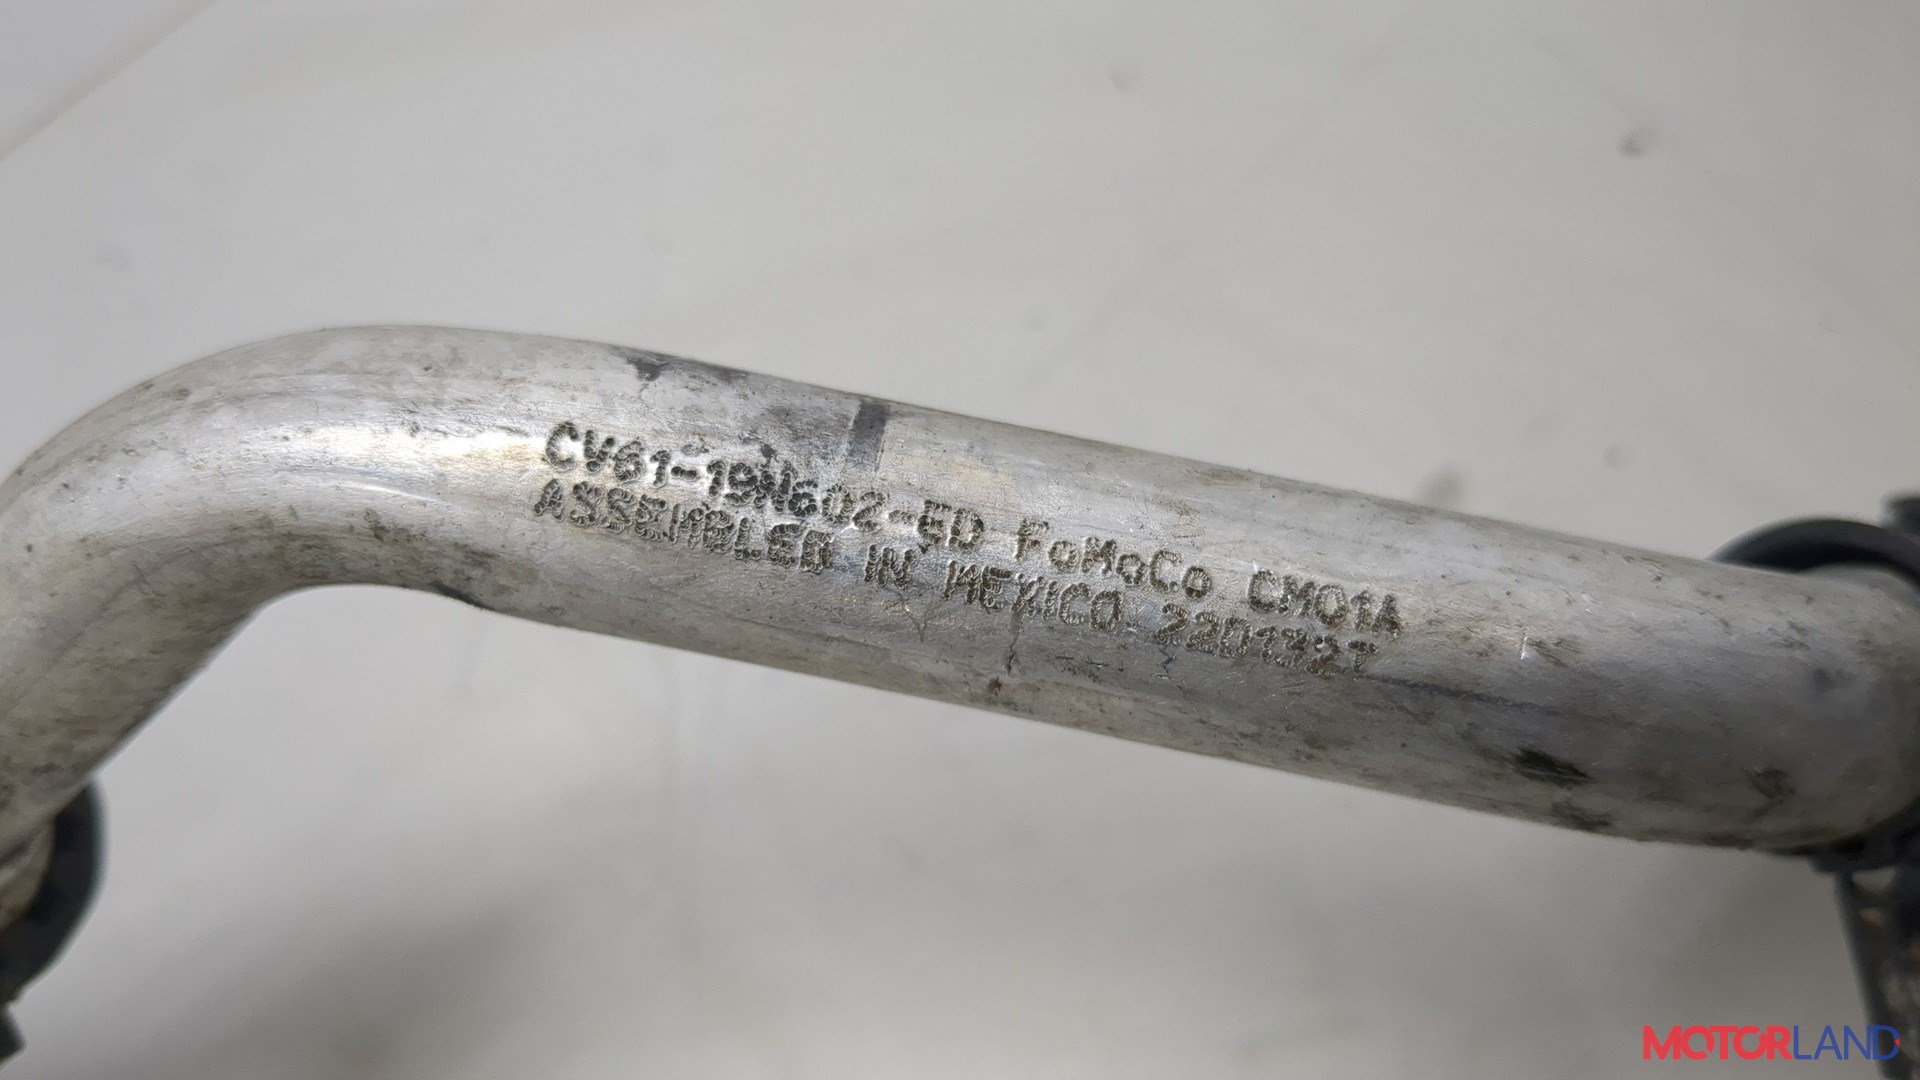 CV61-19N602-ED FoMoCo CM01A
ASSEMBLED IN MEXICO 22D1327
MOTORLAND